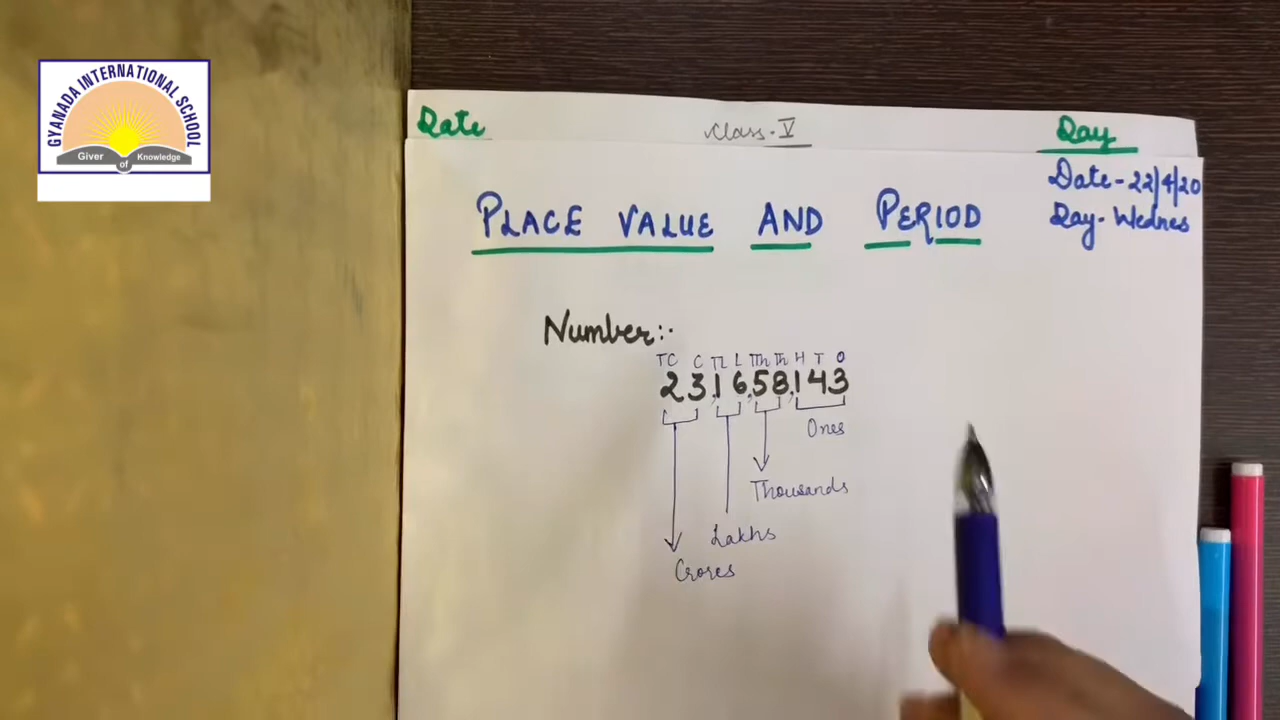 GYANADA INTERNATIONAL SCHOOL
Giver of Knowledge
Date Class-V Day
Date-22/4/20
Day-Wednes
PLACE VALUE AND PERIOD
Number:-
TC C TL L TTh Th H T O
23,16,58,143
Ones
Thousands
Lakhs
Crores